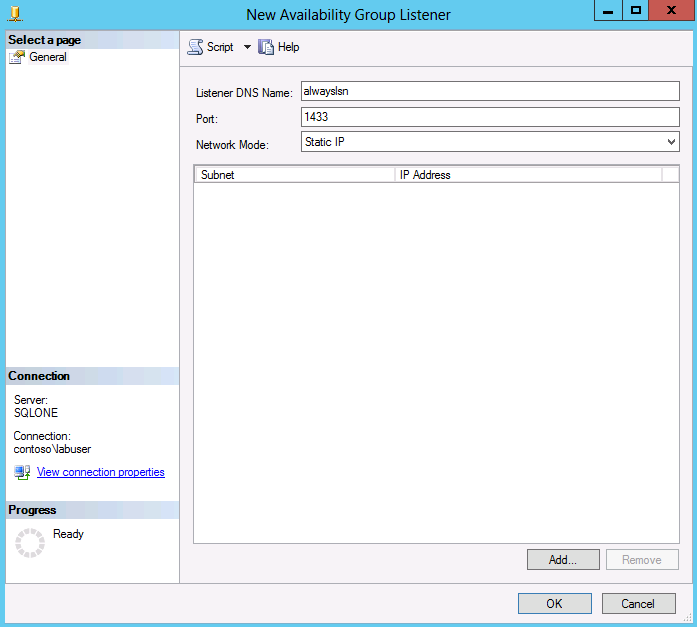 New Availability Group Listener
Select a page
General
Script
Help
Listener DNS Name: alwayslsn
Port: 1433
Network Mode: Static IP
Subnet IP Address
Connection
Server:
SQLONE
Connection:
contoso\labuser
View connection properties
Progress
Ready
Add...
Remove
OK
Cancel